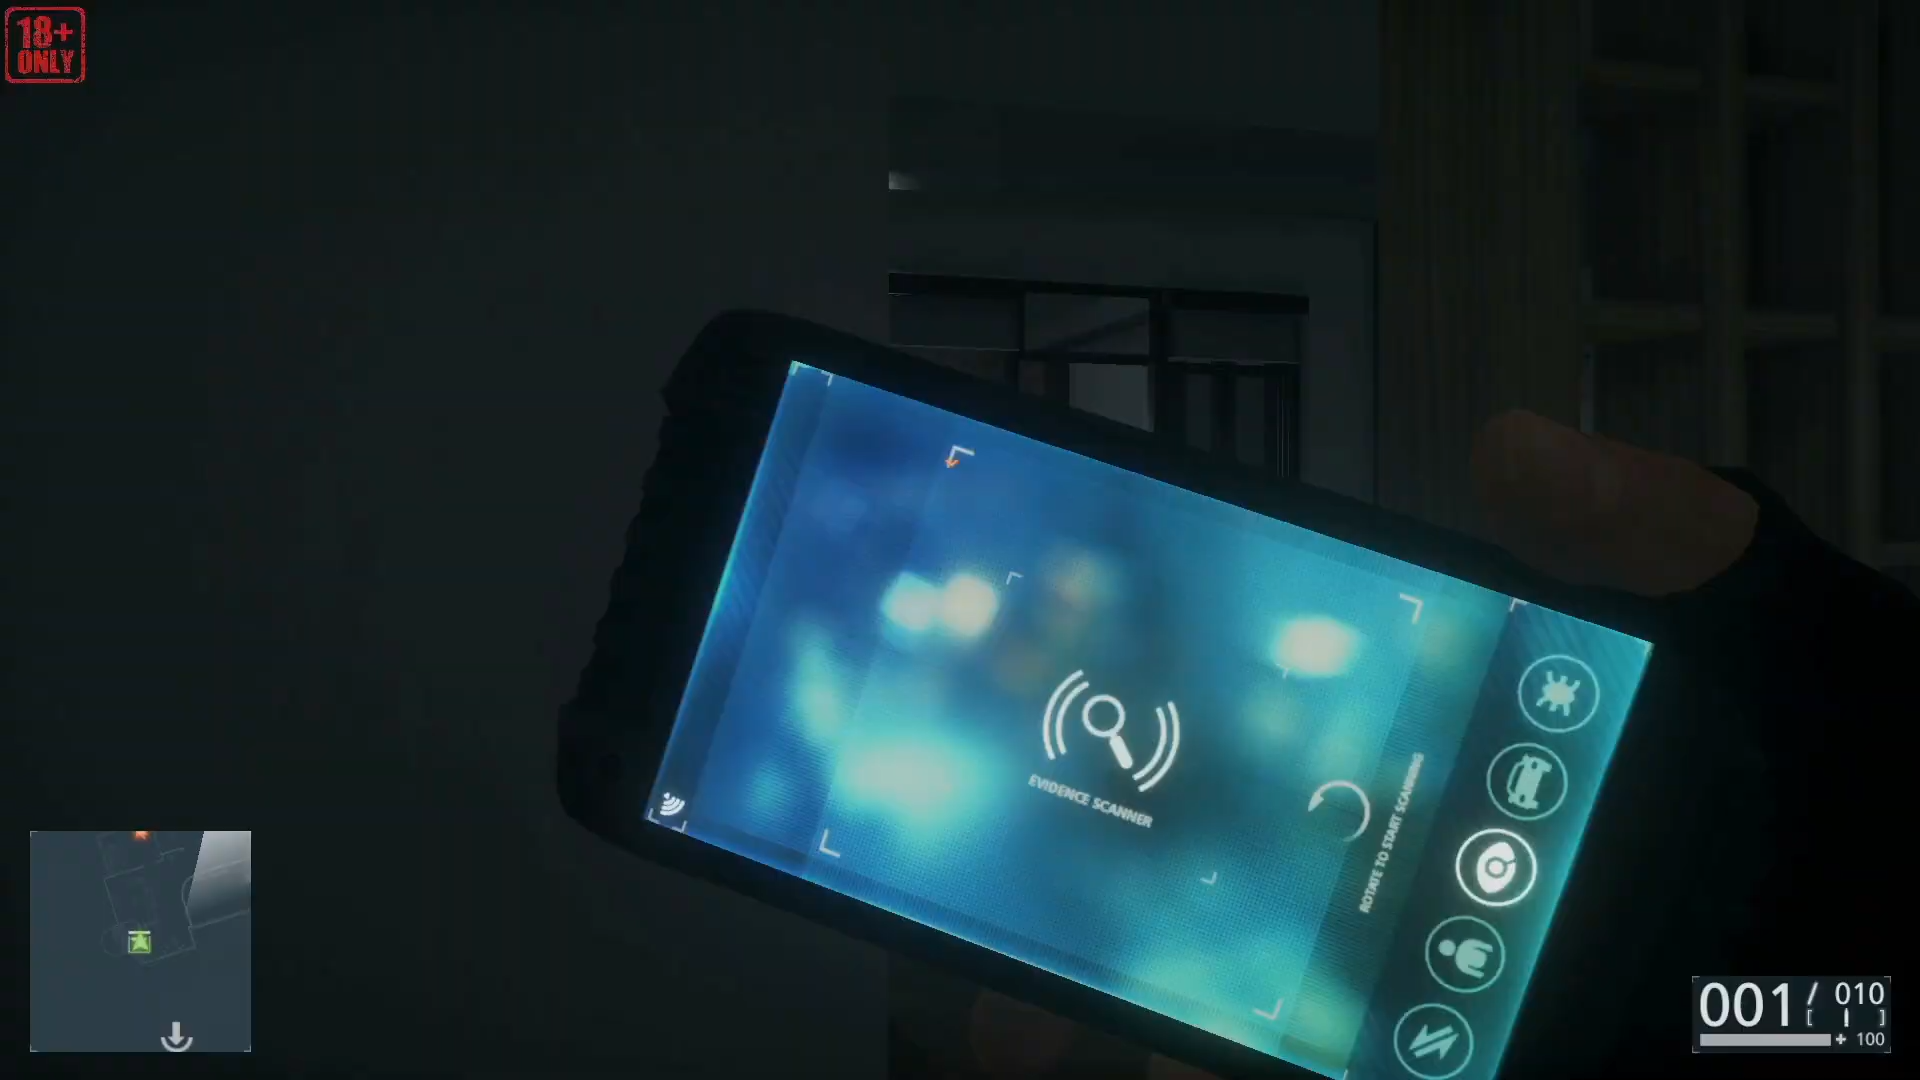 18+
ONLY
EVIDENCE SCANNER
ROTATE TO START SCANNING
001 / 010
[ I ]
+ 100